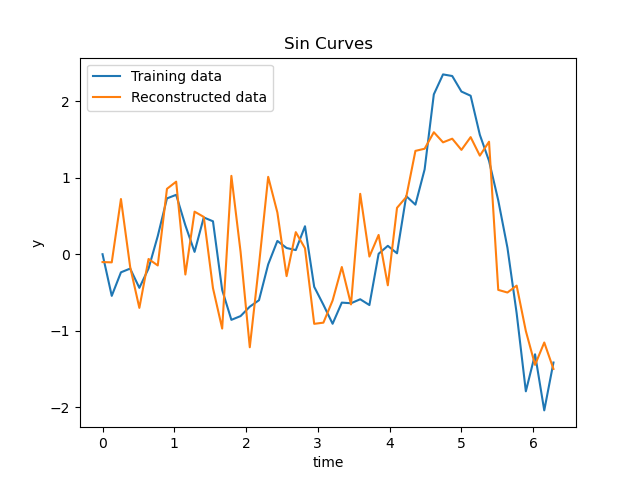 Sin Curves
Training data
Reconstructed data
y
2
1
0
−1
−2
0 1 2 3 4 5 6
time